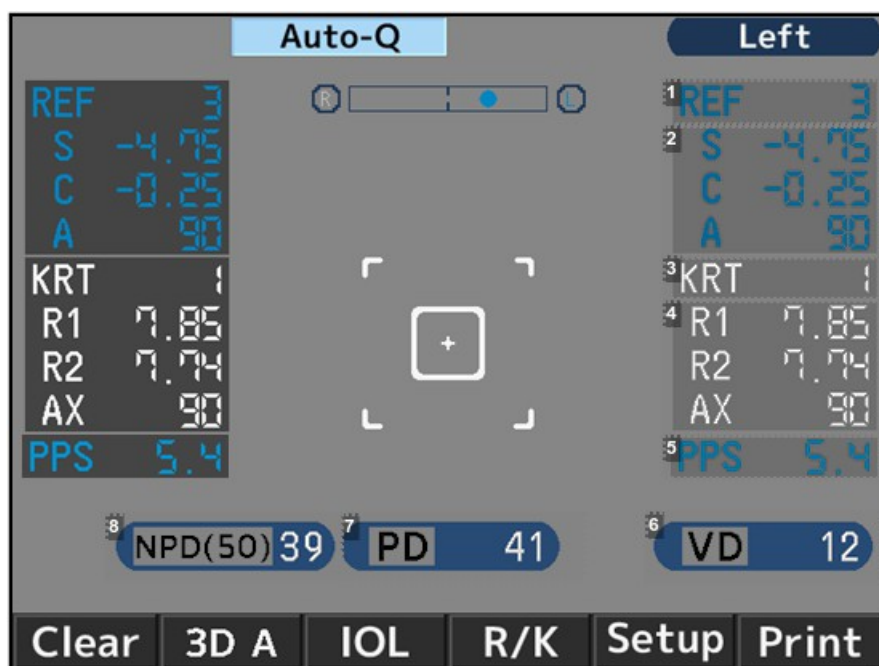 Auto-Q
Left
REF 3
S -4.75
C -0.25
A 90
KRT 1
R1 7.85
R2 7.74
AX 90
PPS 5.4
R L
1 REF 3
2 S -4.75
C -0.25
A 90
3 KRT 1
4 R1 7.85
R2 7.74
AX 90
5 PPS 5.4
8 NPD(50) 39
7 PD 41
6 VD 12
Clear 3D A IOL R/K Setup Print